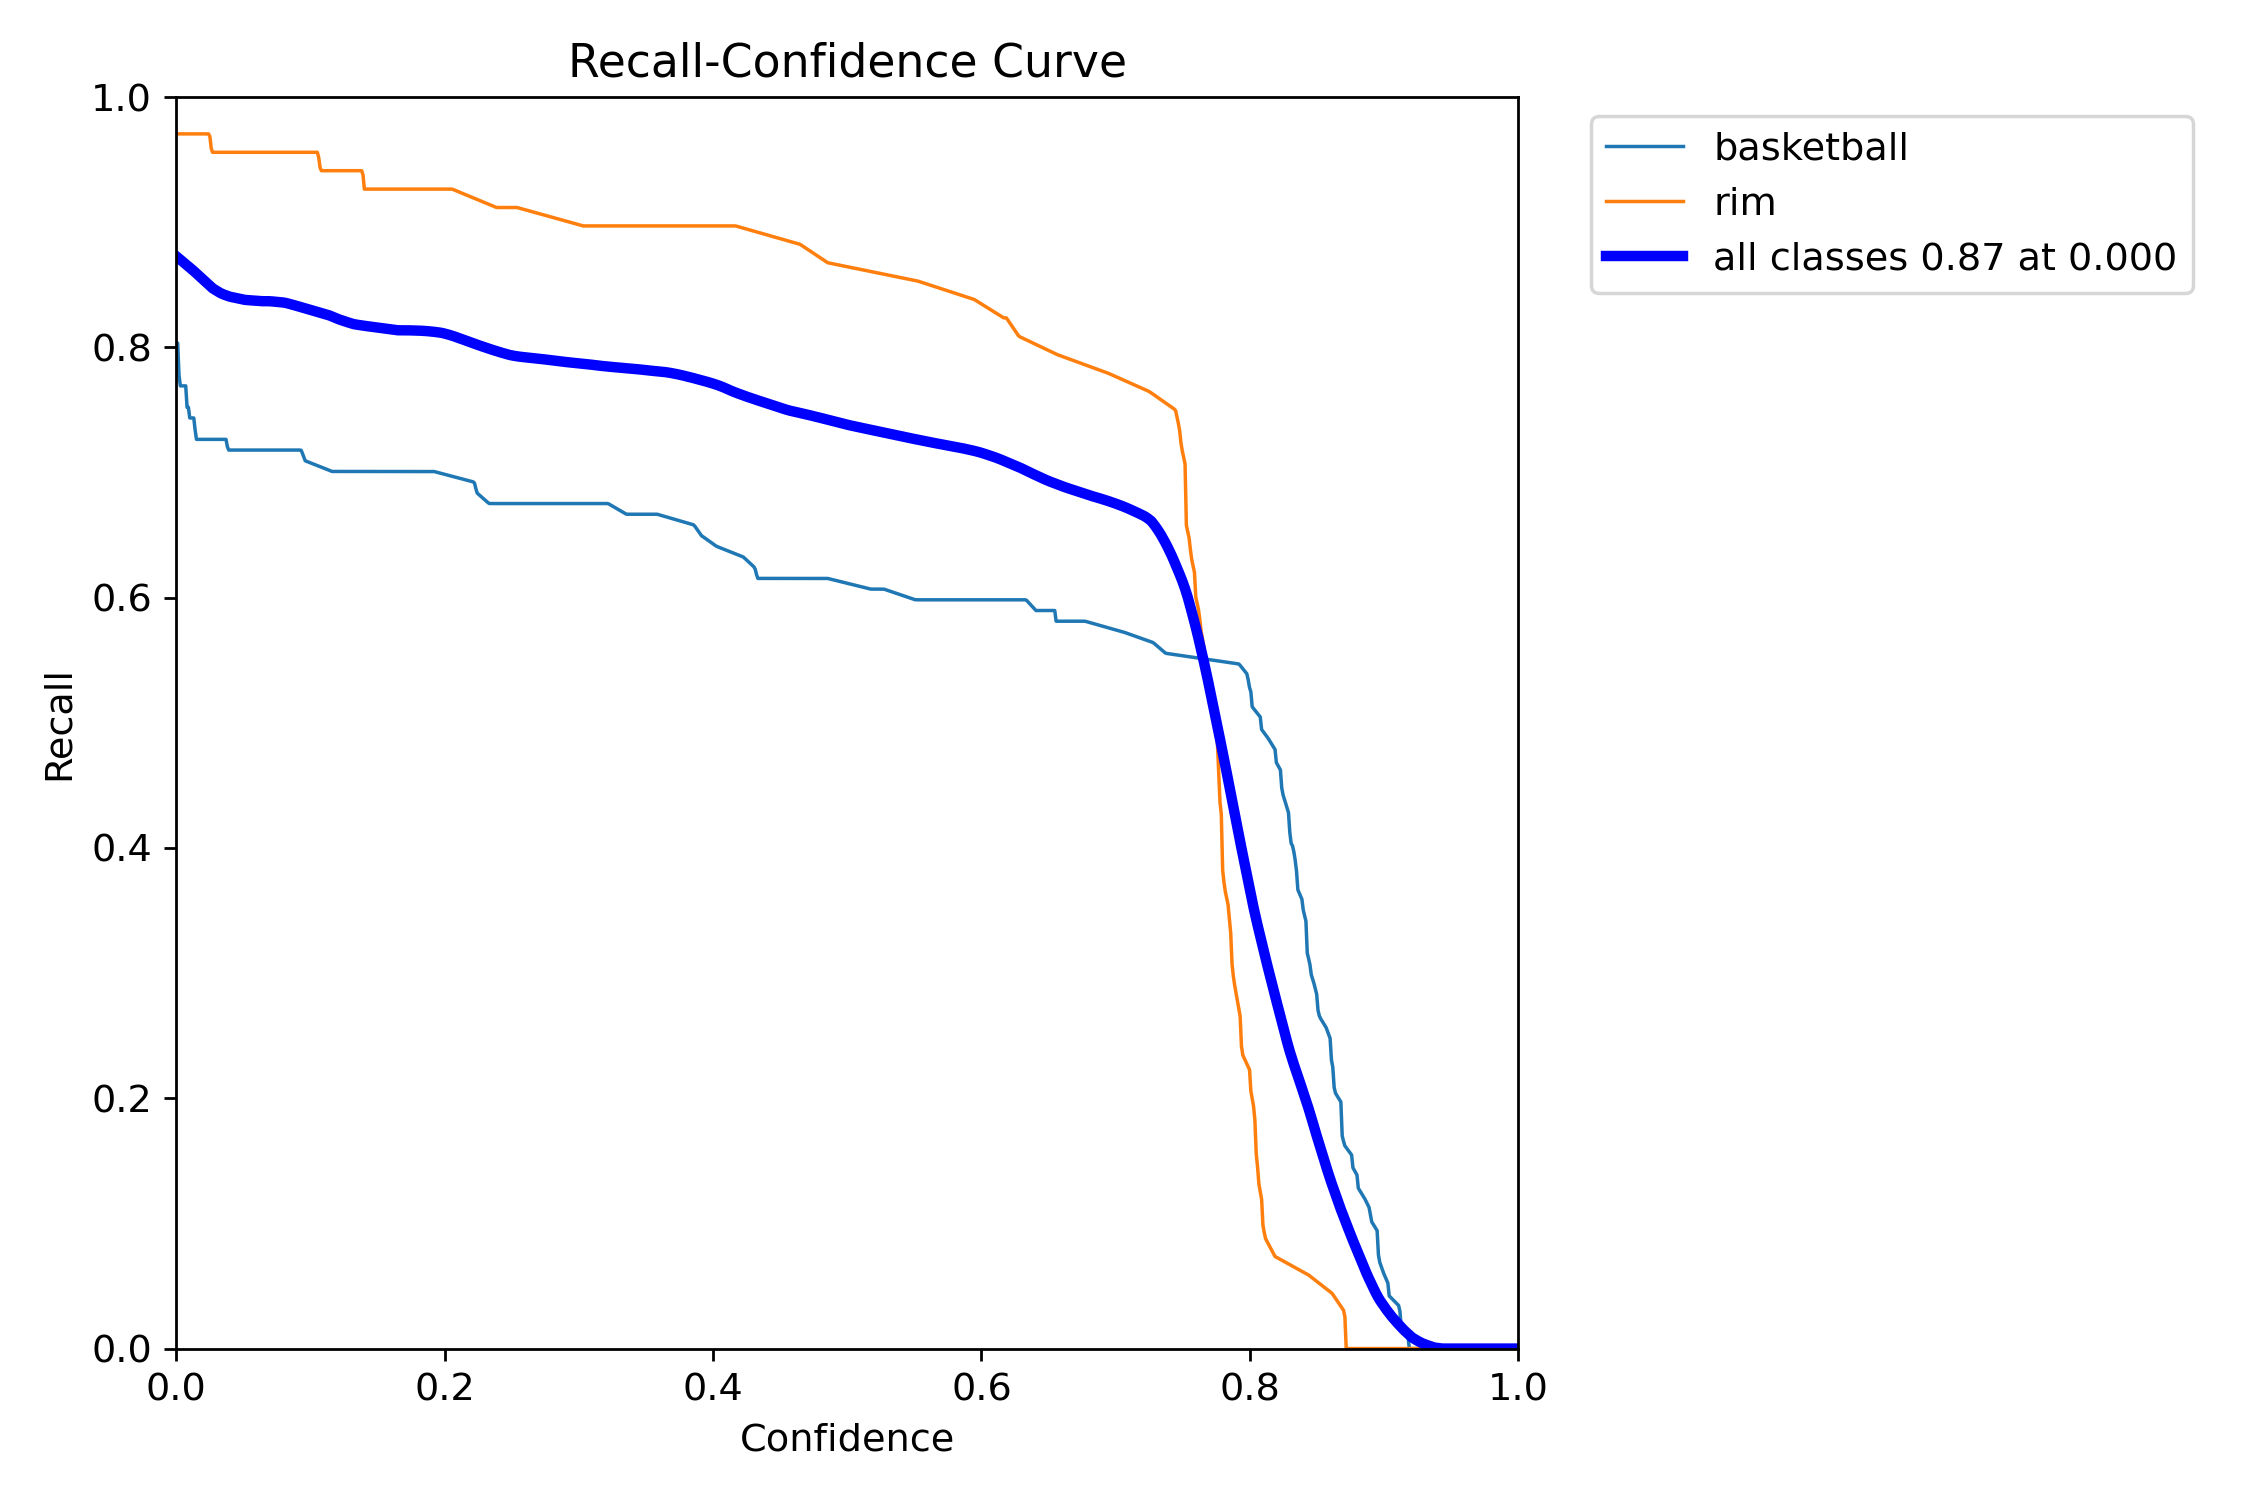 Recall-Confidence Curve
1.0
0.8
0.6
0.4
0.2
0.0
Recall
0.0 0.2 0.4 0.6 0.8 1.0
Confidence
basketball
rim
all classes 0.87 at 0.000